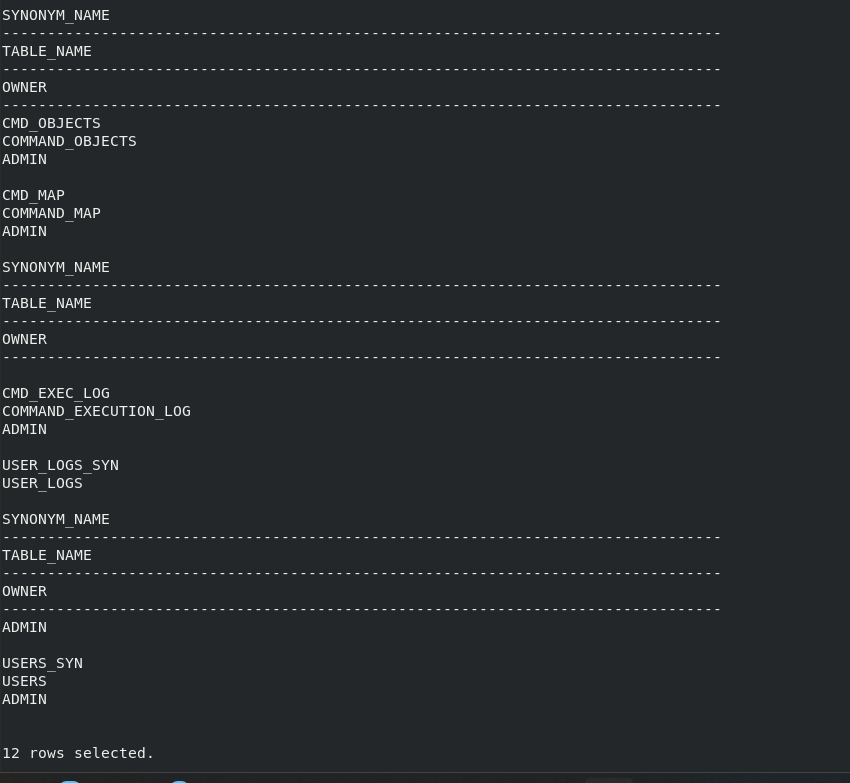 SYNONYM_NAME
--------------------------------------------------------------------------------
TABLE_NAME
--------------------------------------------------------------------------------
OWNER
--------------------------------------------------------------------------------
CMD_OBJECTS
COMMAND_OBJECTS
ADMIN
CMD_MAP
COMMAND_MAP
ADMIN
SYNONYM_NAME
--------------------------------------------------------------------------------
TABLE_NAME
--------------------------------------------------------------------------------
OWNER
--------------------------------------------------------------------------------
CMD_EXEC_LOG
COMMAND_EXECUTION_LOG
ADMIN
USER_LOGS_SYN
USER_LOGS
SYNONYM_NAME
--------------------------------------------------------------------------------
TABLE_NAME
--------------------------------------------------------------------------------
OWNER
--------------------------------------------------------------------------------
ADMIN
USERS_SYN
USERS
ADMIN
12 rows selected.